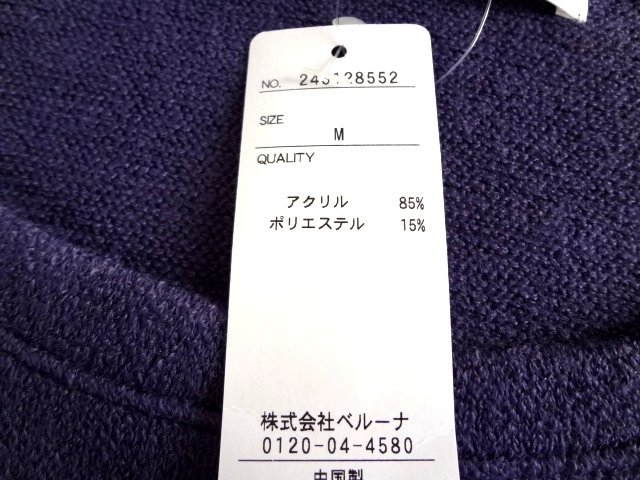 NO. 243128552
SIZE
M
QUALITY
アクリル 85%
ポリエステル 15%
株式会社ベルーナ
0120-04-4580
中国製